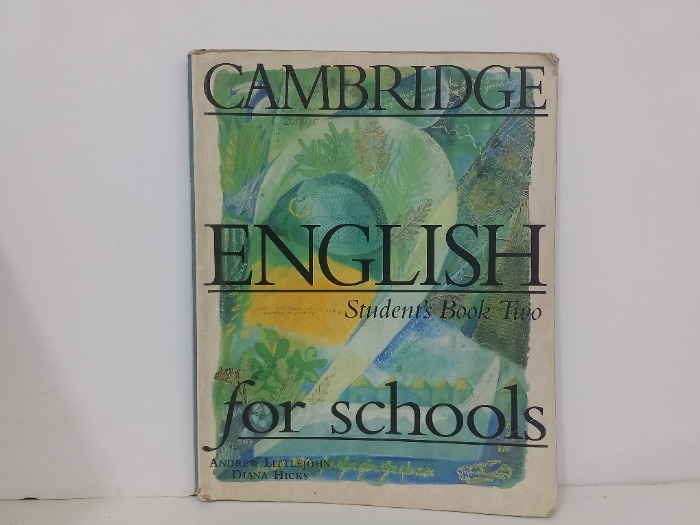 CAMBRIDGE
ENGLISH
Student's Book Two
for schools
ANDREW LITTLEJOHN
DIANA HICKS